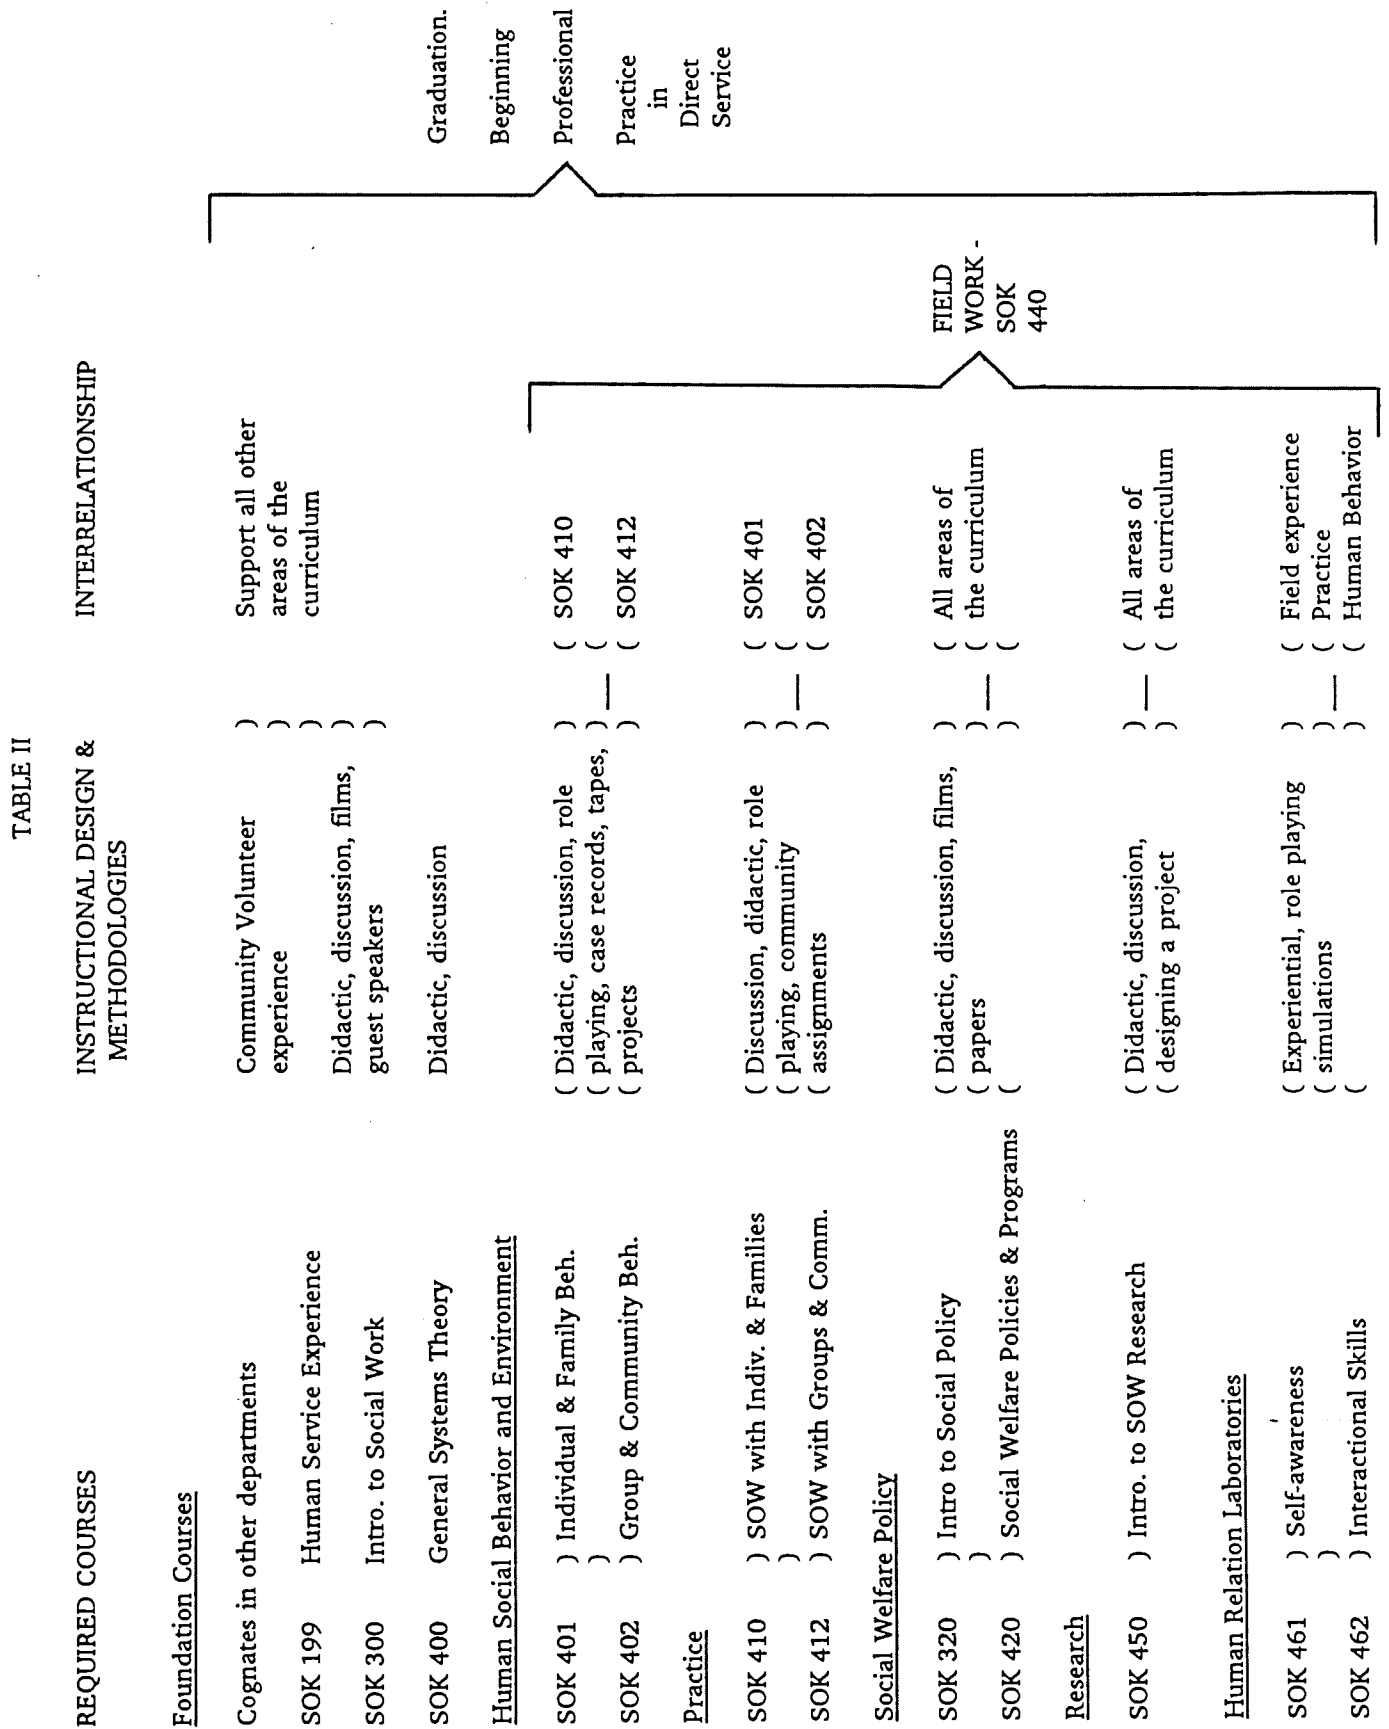 TABLE II
REQUIRED COURSES INSTRUCTIONAL DESIGN & INTERRELATIONSHIP
METHODOLOGIES
Foundation Courses
Cognates in other departments Community Volunteer ) Support all other
experience ) areas of the
SOK 199 Human Service Experience ) curriculum
Didactic, discussion, films, )
SOK 300 Intro. to Social Work guest speakers )
SOK 400 General Systems Theory Didactic, discussion
Human Social Behavior and Environment
SOK 401 ) Individual & Family Beh. ( Didactic, discussion, role ) ( SOK 410
) ( playing, case records, tapes, ) — (
SOK 402 ) Group & Community Beh. ( projects ) ( SOK 412
Practice
SOK 410 ) SOW with Indiv. & Families ( Discussion, didactic, role ) ( SOK 401
) ( playing, community ) — (
SOK 412 ) SOW with Groups & Comm. ( assignments ) ( SOK 402
Social Welfare Policy
SOK 320 ) Intro to Social Policy ( Didactic, discussion, films, ) ( All areas of
) ( papers ) — ( the curriculum
SOK 420 ) Social Welfare Policies & Programs ( ) (
Research
SOK 450 ) Intro. to SOW Research ( Didactic, discussion, ) — ( All areas of
( designing a project ) ( the curriculum
Human Relation Laboratories
SOK 461 ) Self-awareness ( Experiential, role playing ) ( Field experience
) ( simulations ) — ( Practice
SOK 462 ) Interactional Skills ( ) ( Human Behavior
FIELD
WORK -
SOK
440
Graduation.
Beginning
Professional
Practice
in
Direct
Service